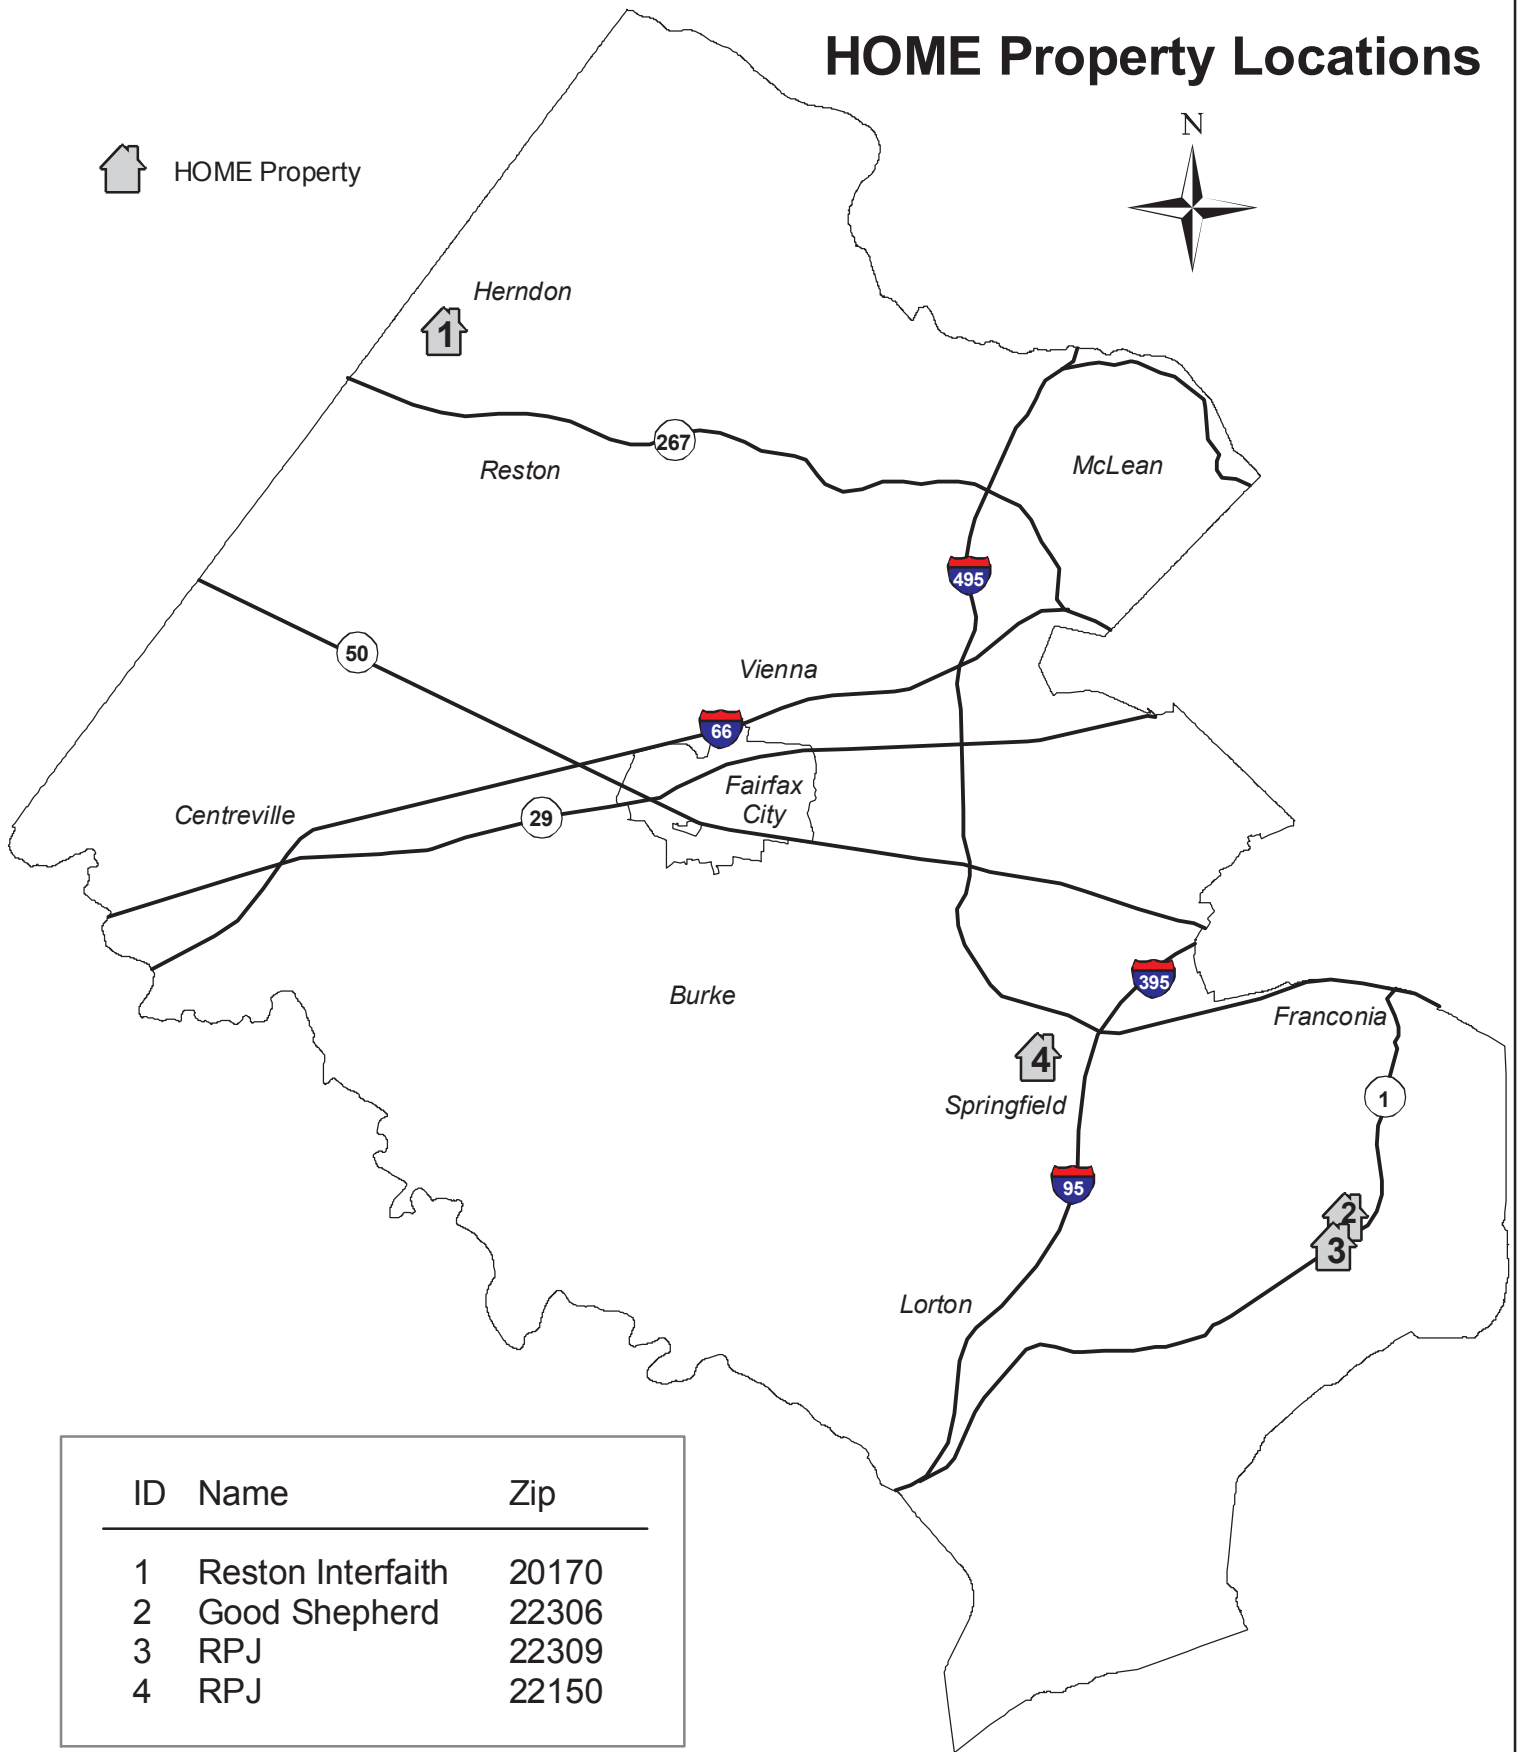 HOME Property Locations
N
HOME Property
Herndon
1
267
Reston
McLean
495
50
Vienna
66
Fairfax
City
Centreville
29
395
Burke
Franconia
4
Springfield
1
95
2
3
Lorton
ID Name Zip
1 Reston Interfaith 20170
2 Good Shepherd 22306
3 RPJ 22309
4 RPJ 22150